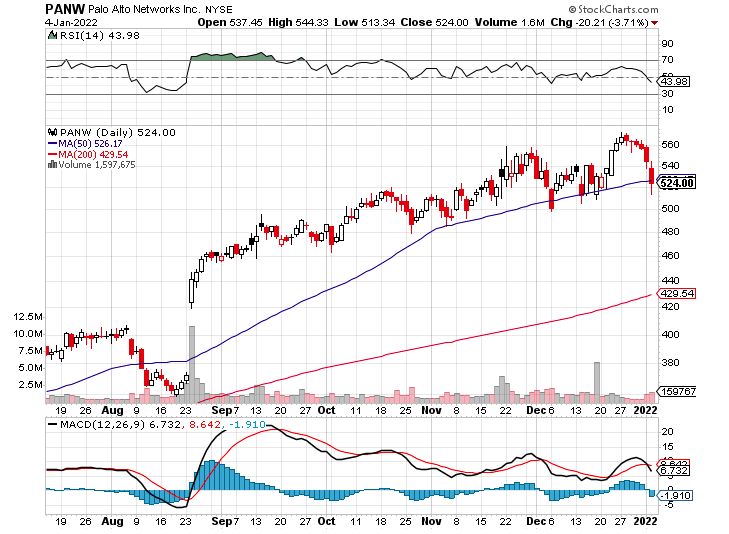 PANW Palo Alto Networks Inc. NYSE © StockCharts.com
4-Jan-2022 Open 537.45 High 544.33 Low 513.34 Close 524.00 Volume 1.6M Chg -20.21 (-3.71%)
RSI(14) 43.98
90
70
50
43.98
30
10
PANW (Daily) 524.00
MA(50) 526.17
MA(200) 429.54
Volume 1,597,675
560
540
524.00
500
480
460
440
429.54
420
400
380
159767
12.5M
10.0M
7.5M
5.0M
2.5M
19 26 Aug 9 16 23 Sep 7 13 20 27 Oct 11 18 25 Nov 8 15 22 Dec 6 13 20 27 2022
MACD(12,26,9) 6.732, 8.642, -1.910
20
15
10
8.642
6.732
0
-1.910
-5
19 26 Aug 9 16 23 Sep 7 13 20 27 Oct 11 18 25 Nov 8 15 22 Dec 6 13 20 27 2022